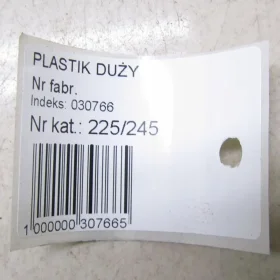 PLASTIK DUŻY
Nr fabr.
Indeks: 030766
Nr kat.: 225/245
1 000000 307665